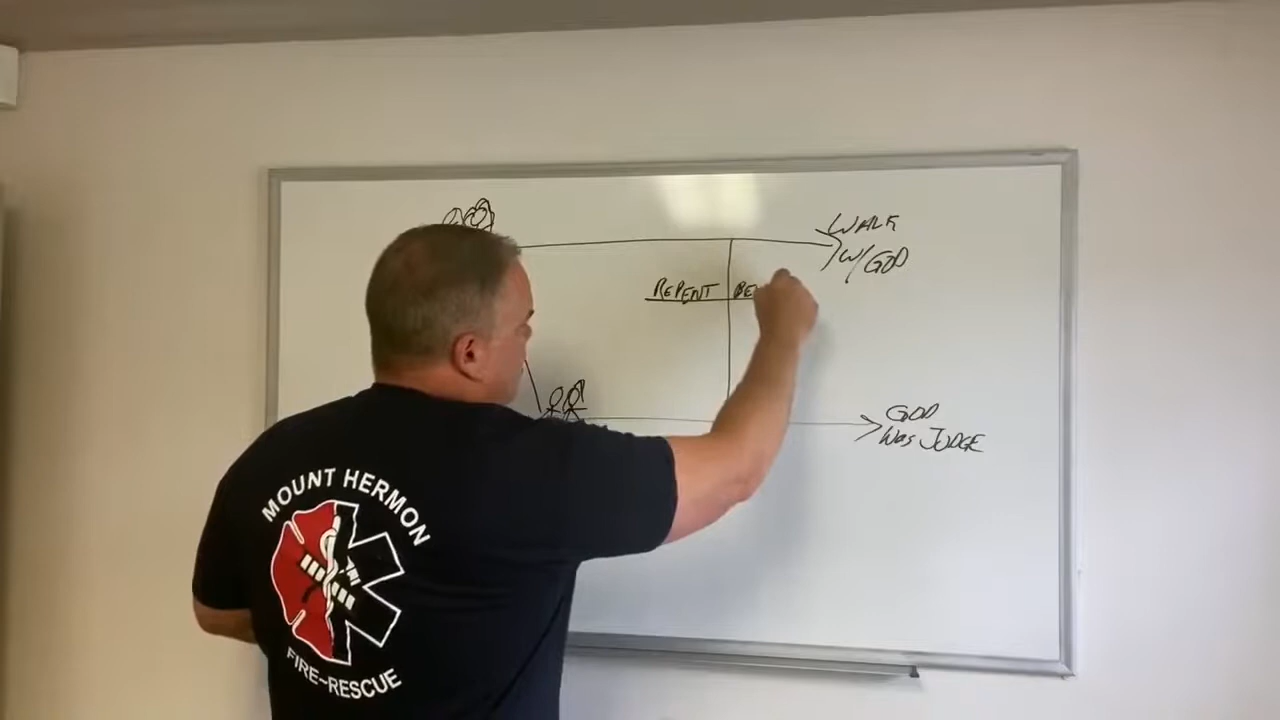 WALK
W/GOD
REPENT
GOD
WAS JUDGE
MOUNT HERMON
FIRE-RESCUE